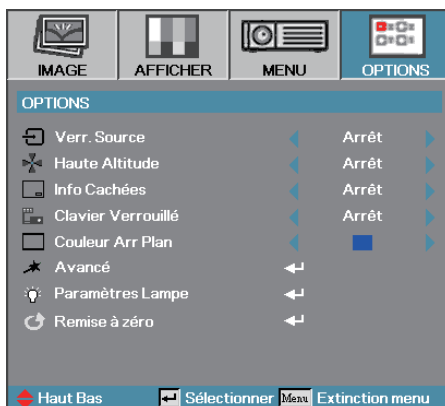 IMAGE AFFICHER MENU OPTIONS
OPTIONS
Verr. Source Arrêt
Haute Altitude Arrêt
Info Cachées Arrêt
Clavier Verrouillé Arrêt
Couleur Arr Plan
Avancé
Paramètres Lampe
Remise à zéro
Haut Bas Sélectionner Menu Extinction menu